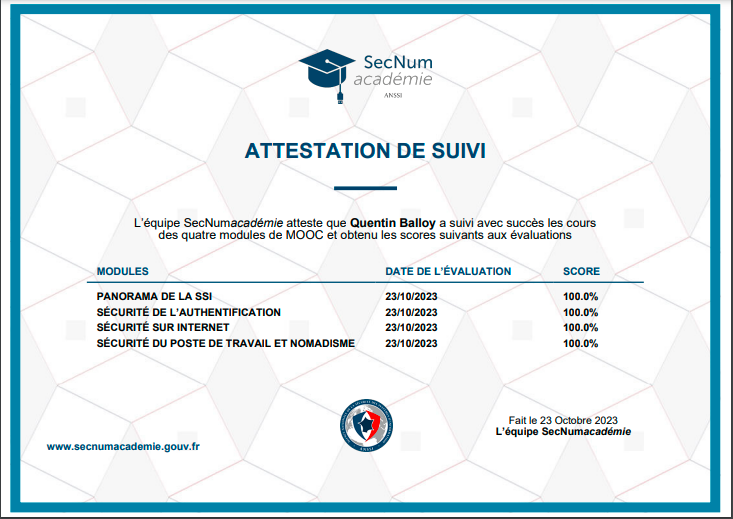 SecNum
académie
ANSSI
ATTESTATION DE SUIVI
L'équipe SecNumacadémie atteste que Quentin Balloy a suivi avec succès les cours
des quatre modules de MOOC et obtenu les scores suivants aux évaluations
MODULES DATE DE L'ÉVALUATION SCORE
PANORAMA DE LA SSI 23/10/2023 100.0%
SÉCURITÉ DE L'AUTHENTIFICATION 23/10/2023 100.0%
SÉCURITÉ SUR INTERNET 23/10/2023 100.0%
SÉCURITÉ DU POSTE DE TRAVAIL ET NOMADISME 23/10/2023 100.0%
Fait le 23 Octobre 2023
L'équipe SecNumacadémie
www.secnumacademie.gouv.fr
ANSSI